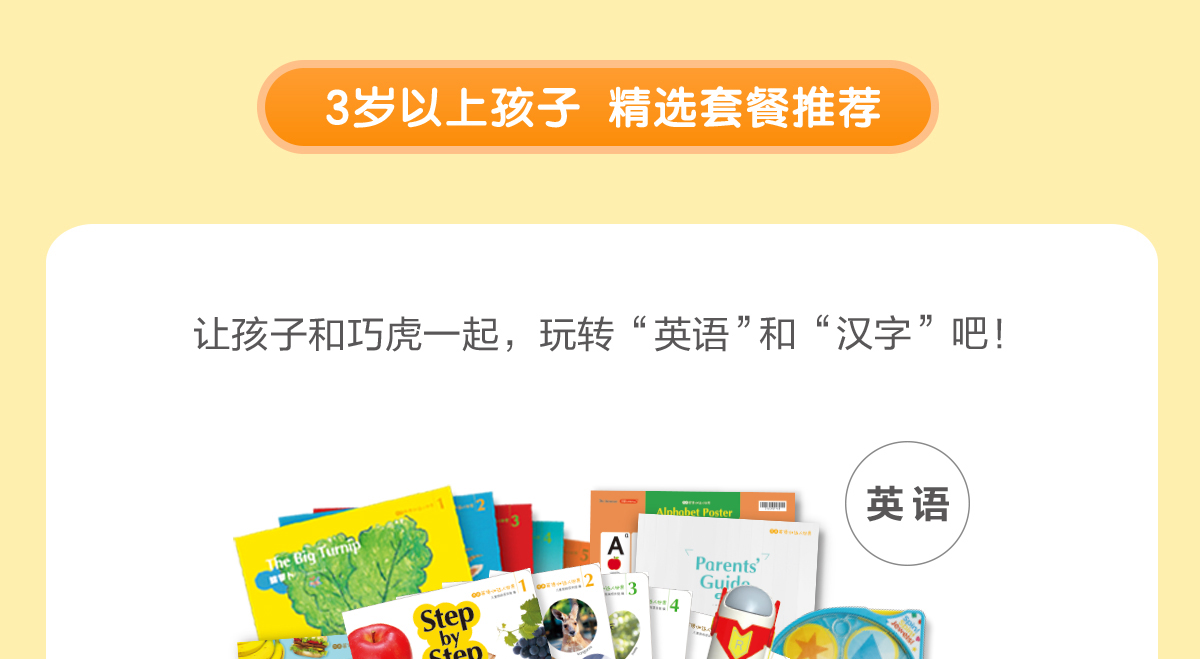 3岁以上孩子 精选套餐推荐
让孩子和巧虎一起，玩转“英语”和“汉字”吧！
英语
1
2
3
4
5
The Big Turnip
Alphabet Poster
A
Parents'
Guide
Step
by
Step
1
2
3
4